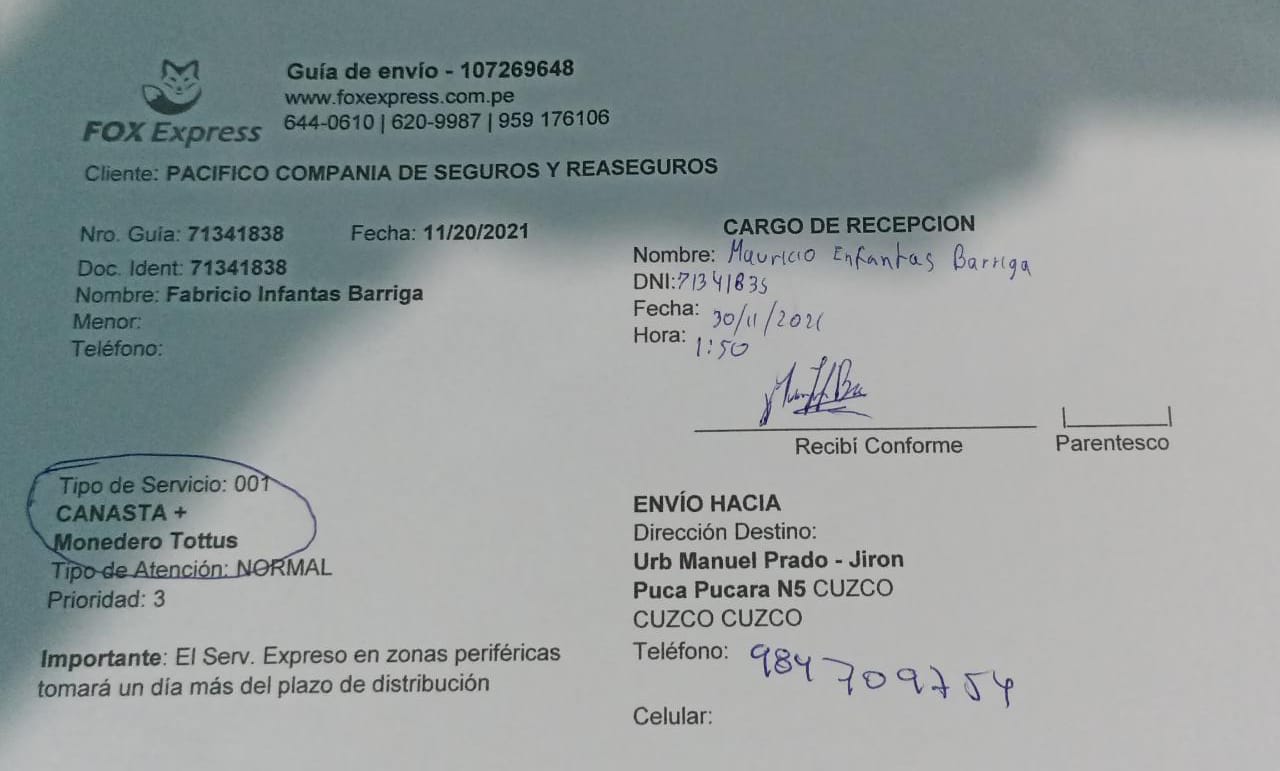 FOX Express
Guía de envío - 107269648
www.foxexpress.com.pe
644-0610 | 620-9987 | 959 176106
Cliente: PACIFICO COMPANIA DE SEGUROS Y REASEGUROS
Nro. Guía: 71341838 Fecha: 11/20/2021
Doc. Ident: 71341838
Nombre: Fabricio Infantas Barriga
Menor:
Teléfono:
CARGO DE RECEPCION
Nombre: Mauricio Enfantas Barriga
DNI:71341835
Fecha: 30/11/2021
Hora: 1:50
Recibí Conforme
Parentesco
Tipo de Servicio: 001
CANASTA +
Monedero Tottus
Tipo de Atención: NORMAL
Prioridad: 3
Importante: El Serv. Expreso en zonas periféricas
tomará un día más del plazo de distribución
ENVÍO HACIA
Dirección Destino:
Urb Manuel Prado - Jiron
Puca Pucara N5 CUZCO
CUZCO CUZCO
Teléfono: 984709754
Celular: